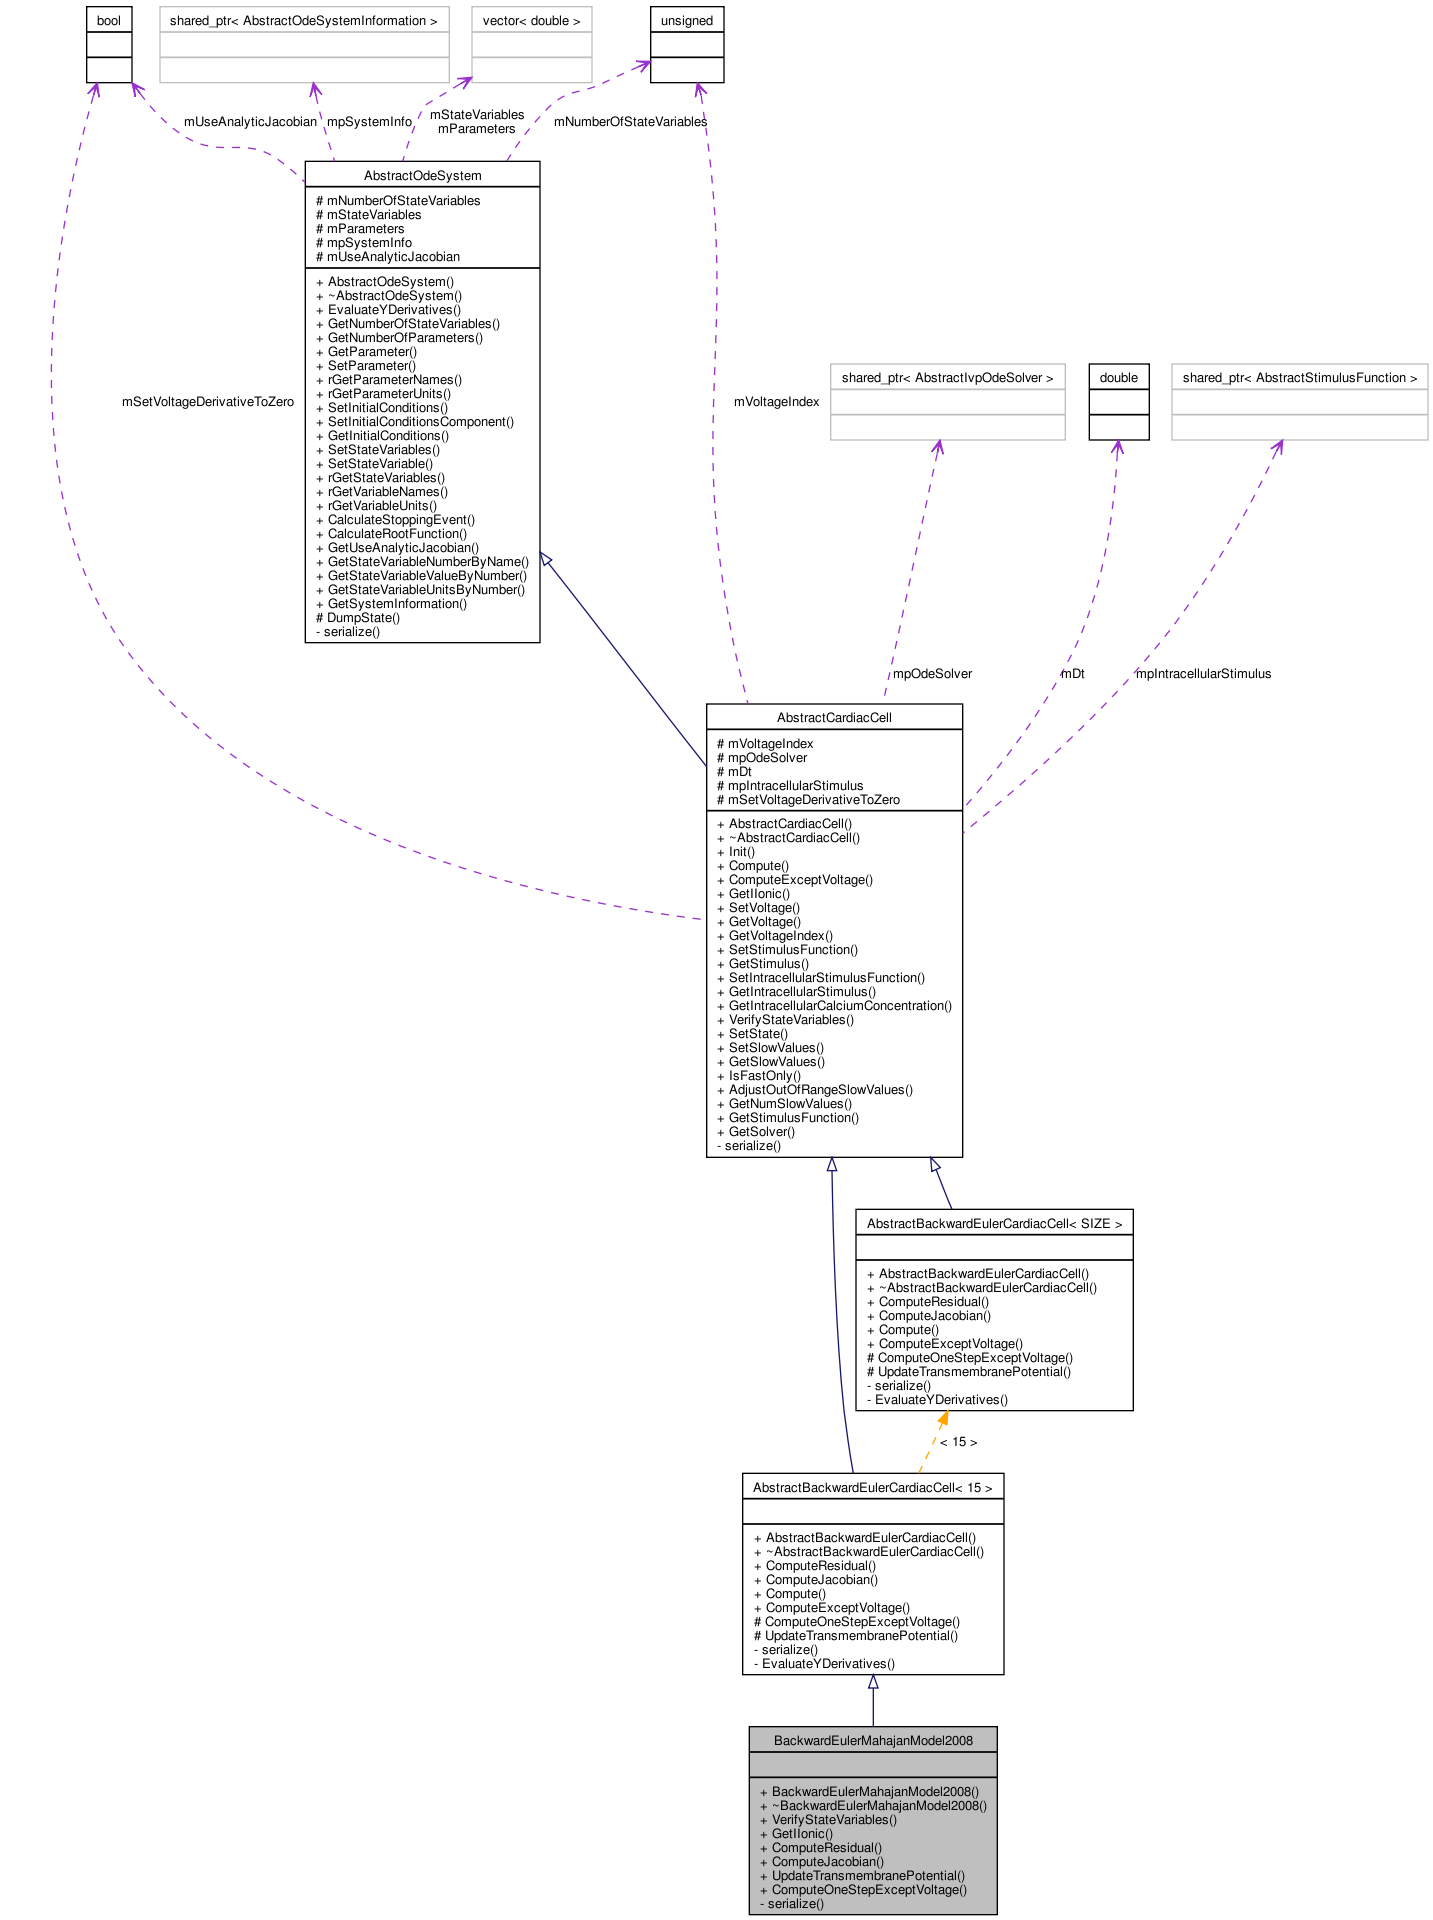 bool
shared_ptr< AbstractOdeSystemInformation >
vector< double >
unsigned
mUseAnalyticJacobian
mpSystemInfo
mStateVariables
mParameters
mNumberOfStateVariables
AbstractOdeSystem
# mNumberOfStateVariables
# mStateVariables
# mParameters
# mpSystemInfo
# mUseAnalyticJacobian
+ AbstractOdeSystem()
+ ~AbstractOdeSystem()
+ EvaluateYDerivatives()
+ GetNumberOfStateVariables()
+ GetNumberOfParameters()
+ GetParameter()
+ SetParameter()
+ rGetParameterNames()
+ rGetParameterUnits()
+ SetInitialConditions()
+ SetInitialConditionsComponent()
+ GetInitialConditions()
+ SetStateVariables()
+ SetStateVariable()
+ rGetStateVariables()
+ rGetVariableNames()
+ rGetVariableUnits()
+ CalculateStoppingEvent()
+ CalculateRootFunction()
+ GetUseAnalyticJacobian()
+ GetStateVariableNumberByName()
+ GetStateVariableValueByNumber()
+ GetStateVariableUnitsByNumber()
+ GetSystemInformation()
# DumpState()
- serialize()
mSetVoltageDerivativeToZero
mVoltageIndex
shared_ptr< AbstractIvpOdeSolver >
double
shared_ptr< AbstractStimulusFunction >
mpOdeSolver
mDt
mpIntracellularStimulus
AbstractCardiacCell
# mVoltageIndex
# mpOdeSolver
# mDt
# mpIntracellularStimulus
# mSetVoltageDerivativeToZero
+ AbstractCardiacCell()
+ ~AbstractCardiacCell()
+ Init()
+ Compute()
+ ComputeExceptVoltage()
+ GetIIonic()
+ SetVoltage()
+ GetVoltage()
+ GetVoltageIndex()
+ SetStimulusFunction()
+ GetStimulus()
+ SetIntracellularStimulusFunction()
+ GetIntracellularStimulus()
+ GetIntracellularCalciumConcentration()
+ VerifyStateVariables()
+ SetState()
+ SetSlowValues()
+ GetSlowValues()
+ IsFastOnly()
+ AdjustOutOfRangeSlowValues()
+ GetNumSlowValues()
+ GetStimulusFunction()
+ GetSolver()
- serialize()
AbstractBackwardEulerCardiacCell< SIZE >
+ AbstractBackwardEulerCardiacCell()
+ ~AbstractBackwardEulerCardiacCell()
+ ComputeResidual()
+ ComputeJacobian()
+ Compute()
+ ComputeExceptVoltage()
# ComputeOneStepExceptVoltage()
# UpdateTransmembranePotential()
- serialize()
- EvaluateYDerivatives()
< 15 >
AbstractBackwardEulerCardiacCell< 15 >
+ AbstractBackwardEulerCardiacCell()
+ ~AbstractBackwardEulerCardiacCell()
+ ComputeResidual()
+ ComputeJacobian()
+ Compute()
+ ComputeExceptVoltage()
# ComputeOneStepExceptVoltage()
# UpdateTransmembranePotential()
- serialize()
- EvaluateYDerivatives()
BackwardEulerMahajanModel2008
+ BackwardEulerMahajanModel2008()
+ ~BackwardEulerMahajanModel2008()
+ VerifyStateVariables()
+ GetIIonic()
+ ComputeResidual()
+ ComputeJacobian()
+ UpdateTransmembranePotential()
+ ComputeOneStepExceptVoltage()
- serialize()